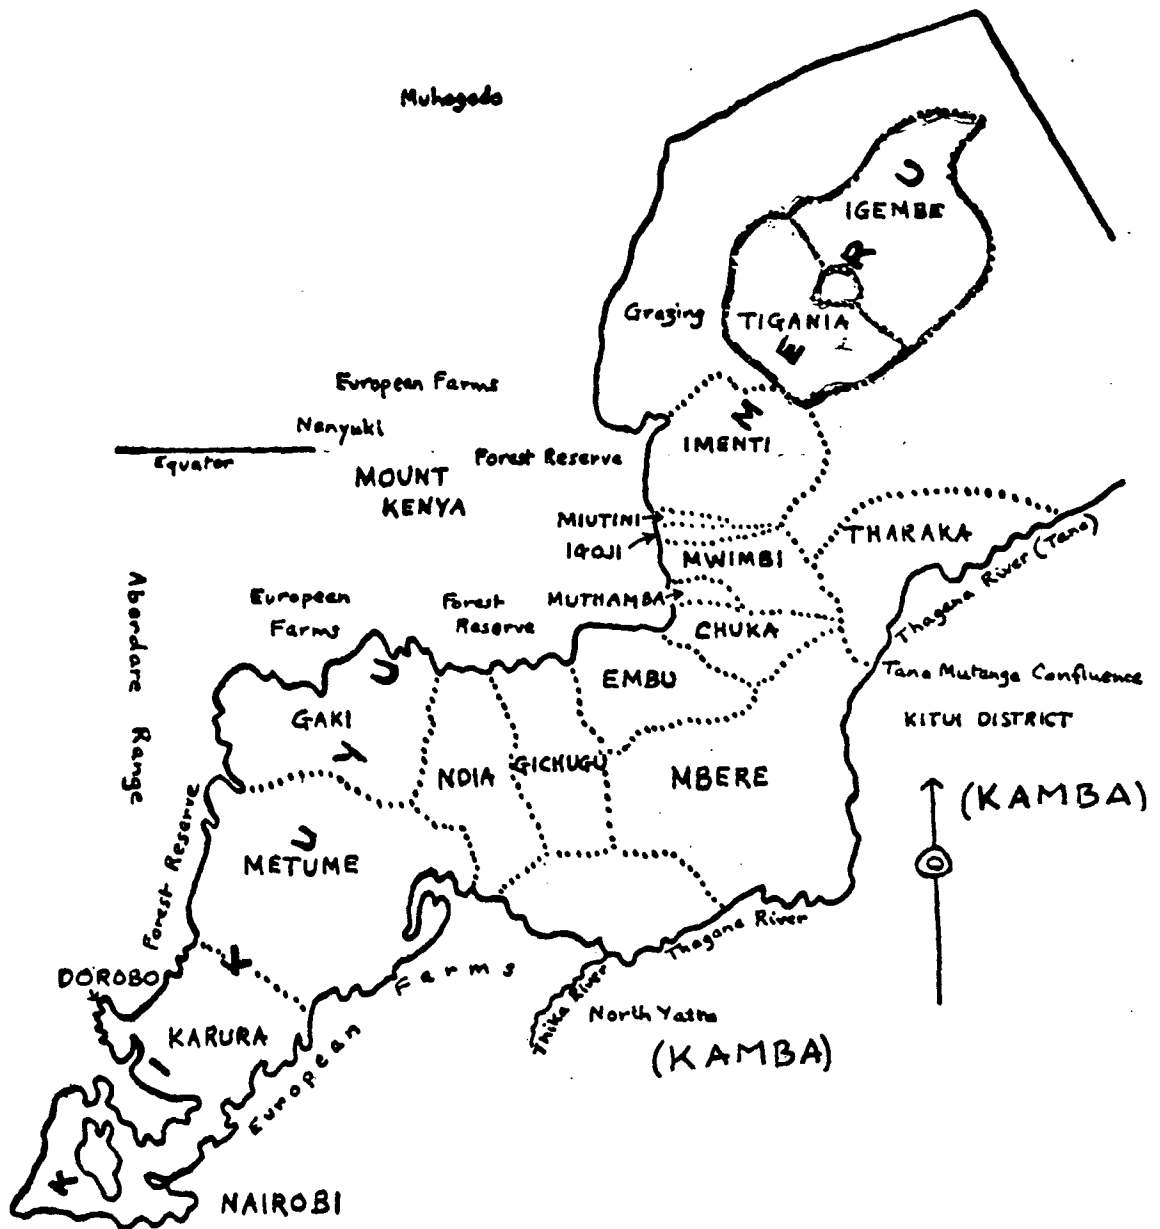 Muhogodo
U
IGEMBE
R
Grazing
TIGANIA
E
European Farms
M
Nanyuki
IMENTI
Equator
Forest Reserve
MOUNT
KENYA
MIUTINI
THARAKA
IGOJI
MWIMBI
Thagana River (Tana)
Abordare Range
European
Farms
Forest
Reserve
MUTHAMBA
CHUKA
U
EMBU
Tana Mutonga Confluence
GAKI
KITUI DISTRICT
Y
NDIA
GICHUGU
MBERE
(KAMBA)
U
METUME
Forest Reserve
Thagana River
K
European Farms
DOROBO
Thika River
North Yatta
KARURA
(KAMBA)
I
K
NAIROBI